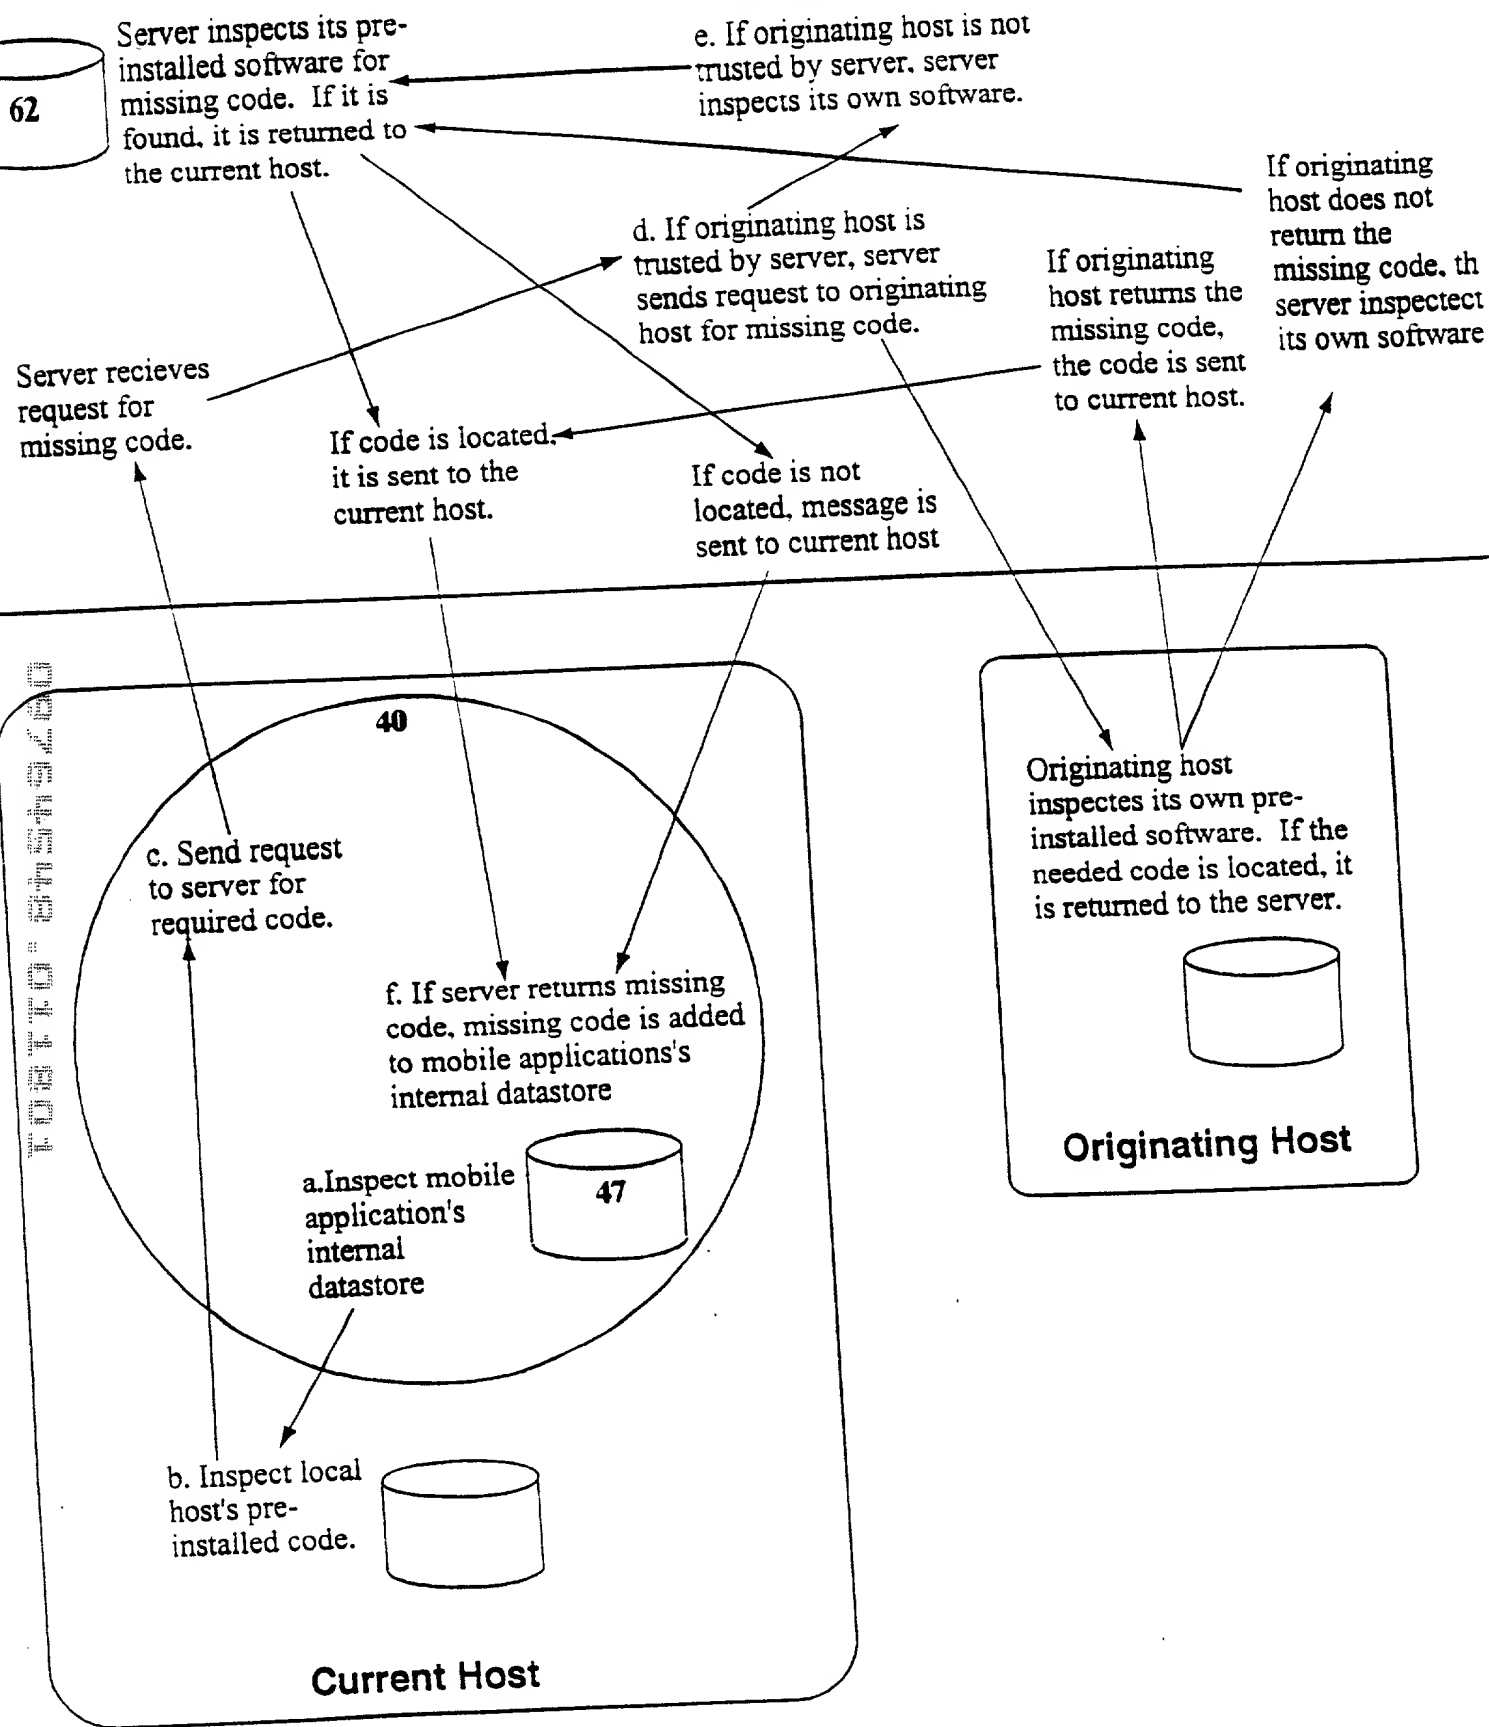 Server inspects its pre-
installed software for
missing code. If it is
found, it is returned to
the current host.
62
e. If originating host is not
trusted by server, server
inspects its own software.
d. If originating host is
trusted by server, server
sends request to originating
host for missing code.
If originating
host returns the
missing code,
the code is sent
to current host.
If originating
host does not
return the
missing code, th
server inspectect
its own software
Server recieves
request for
missing code.
If code is located,
it is sent to the
current host.
If code is not
located, message is
sent to current host
40
c. Send request
to server for
required code.
f. If server returns missing
code, missing code is added
to mobile applications's
internal datastore
a.Inspect mobile
application's
internal
datastore
47
b. Inspect local
host's pre-
installed code.
Current Host
Originating host
inspectes its own pre-
installed software. If the
needed code is located, it
is returned to the server.
Originating Host